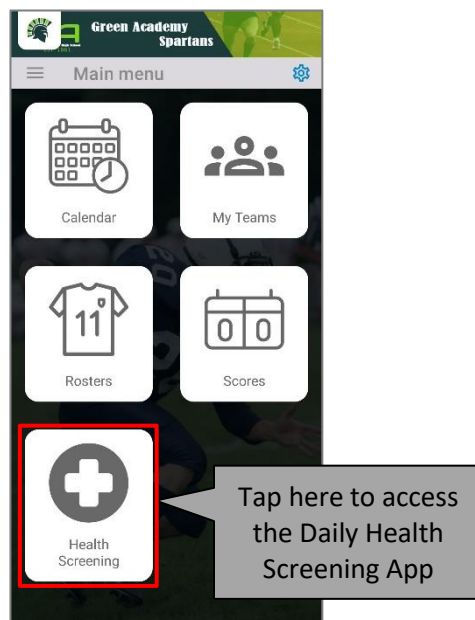 Green Academy
Spartans
Main menu
Calendar
My Teams
11
Rosters
0 0
Scores
Health
Screening
Tap here to access
the Daily Health
Screening App